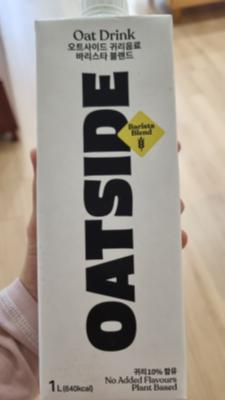 Oat Drink
오트사이드 귀리음료
바리스타 블렌드
OATSIDE
Barista
Blend
귀리10% 함유
No Added Flavours
Plant Based
1L(640kcal)